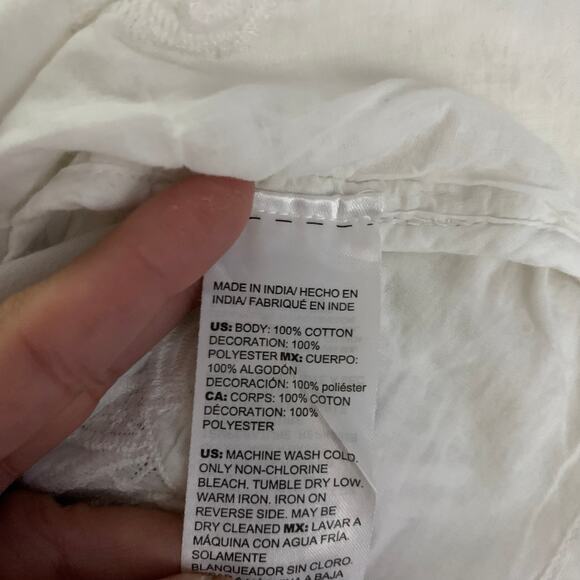 MADE IN INDIA/ HECHO EN
INDIA/ FABRIQUÉ EN INDE
US: BODY: 100% COTTON
DECORATION: 100%
POLYESTER MX: CUERPO:
100% ALGODÓN
DECORACIÓN: 100% poliéster
CA: CORPS: 100% COTON
DÉCORATION: 100%
POLYESTER
US: MACHINE WASH COLD.
ONLY NON-CHLORINE
BLEACH. TUMBLE DRY LOW.
WARM IRON. IRON ON
REVERSE SIDE. MAY BE
DRY CLEANED MX: LAVAR A
MÁQUINA CON AGUA FRÍA.
SOLAMENTE
BLANQUEADOR SIN CLORO.
A BAJA